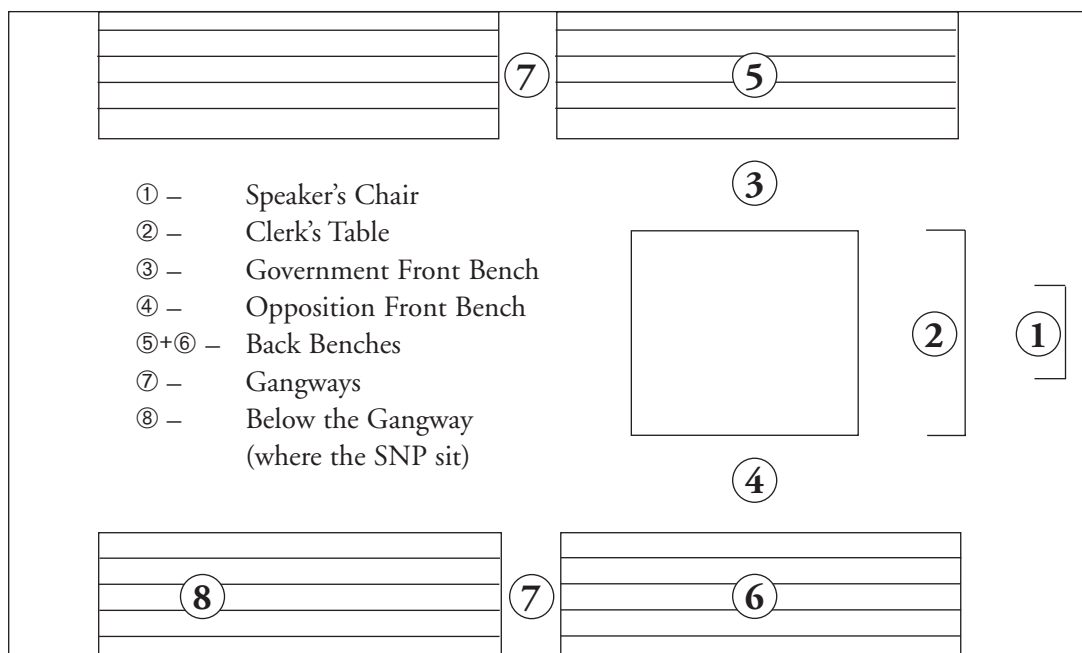 ⑦ ⑤
③
① – Speaker's Chair
② – Clerk's Table
③ – Government Front Bench
④ – Opposition Front Bench
⑤+⑥ – Back Benches
⑦ – Gangways
⑧ – Below the Gangway
(where the SNP sit)
② ①
④
⑧ ⑦ ⑥